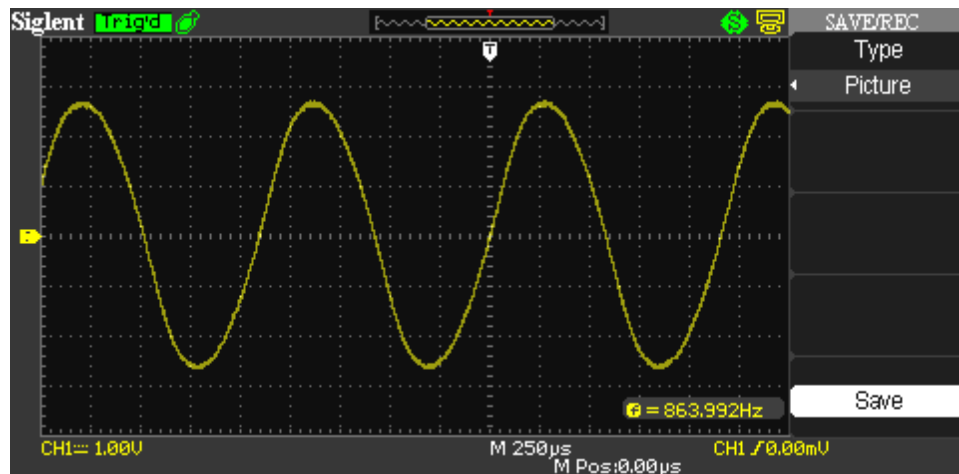 Siglent Trig'd SAVE/REC
Type
T
Picture
f = 863.992Hz
Save
CH1 1.00V M 250µs CH1 0.00mV
M Pos:0.00µs